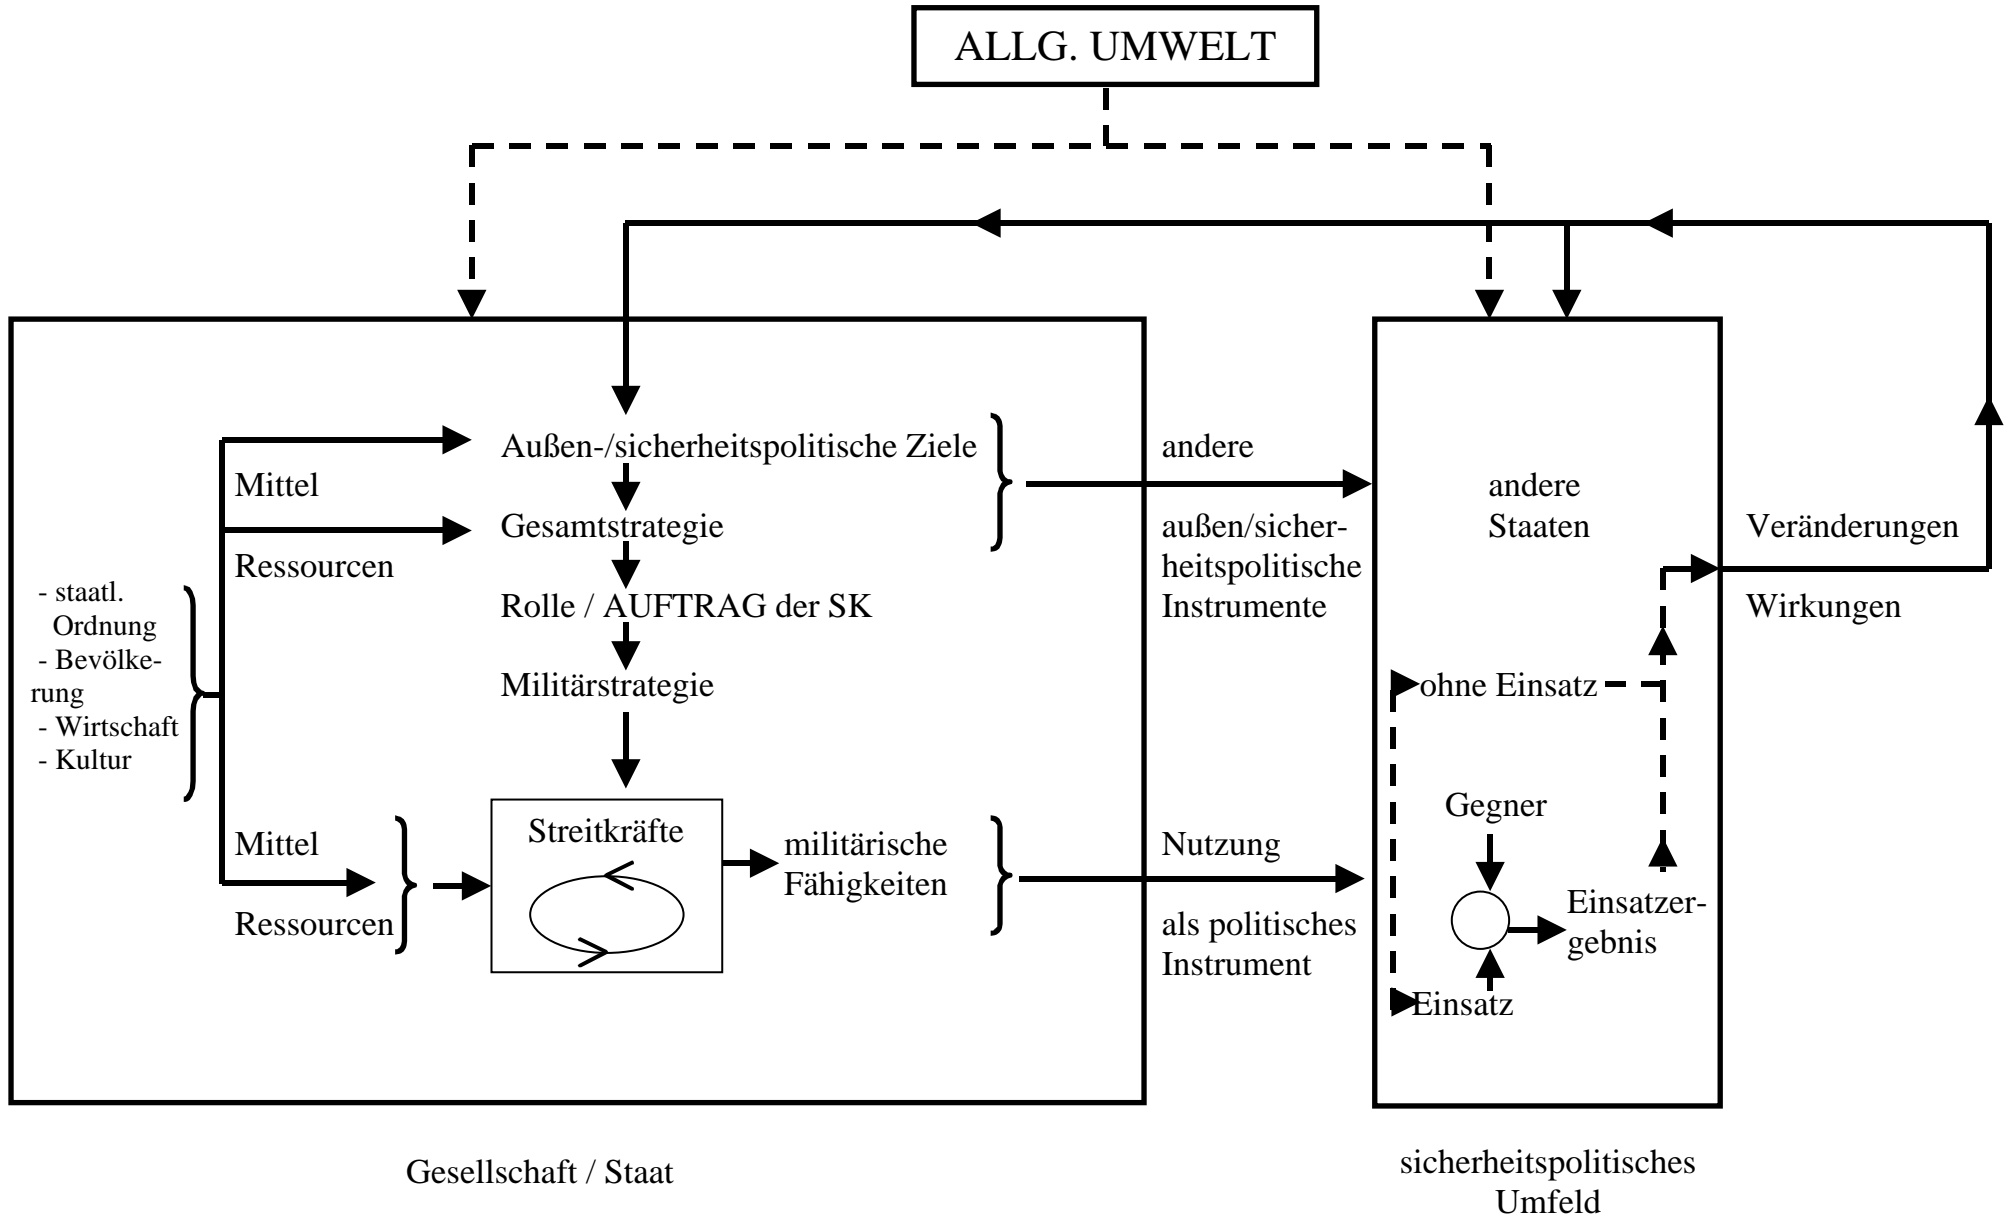 ALLG. UMWELT
Außen-/sicherheitspolitische Ziele
Mittel
Gesamtstrategie
Ressourcen
Rolle / AUFTRAG der SK
Militärstrategie
- staatl.
Ordnung
- Bevölke-
rung
- Wirtschaft
- Kultur
Mittel
Ressourcen
Streitkräfte
militärische
Fähigkeiten
andere
außen/sicher-
heitspolitische
Instrumente
Nutzung
als politisches
Instrument
andere
Staaten
ohne Einsatz
Gegner
Einsatzer-
gebnis
Einsatz
Veränderungen
Wirkungen
Gesellschaft / Staat
sicherheitspolitisches
Umfeld